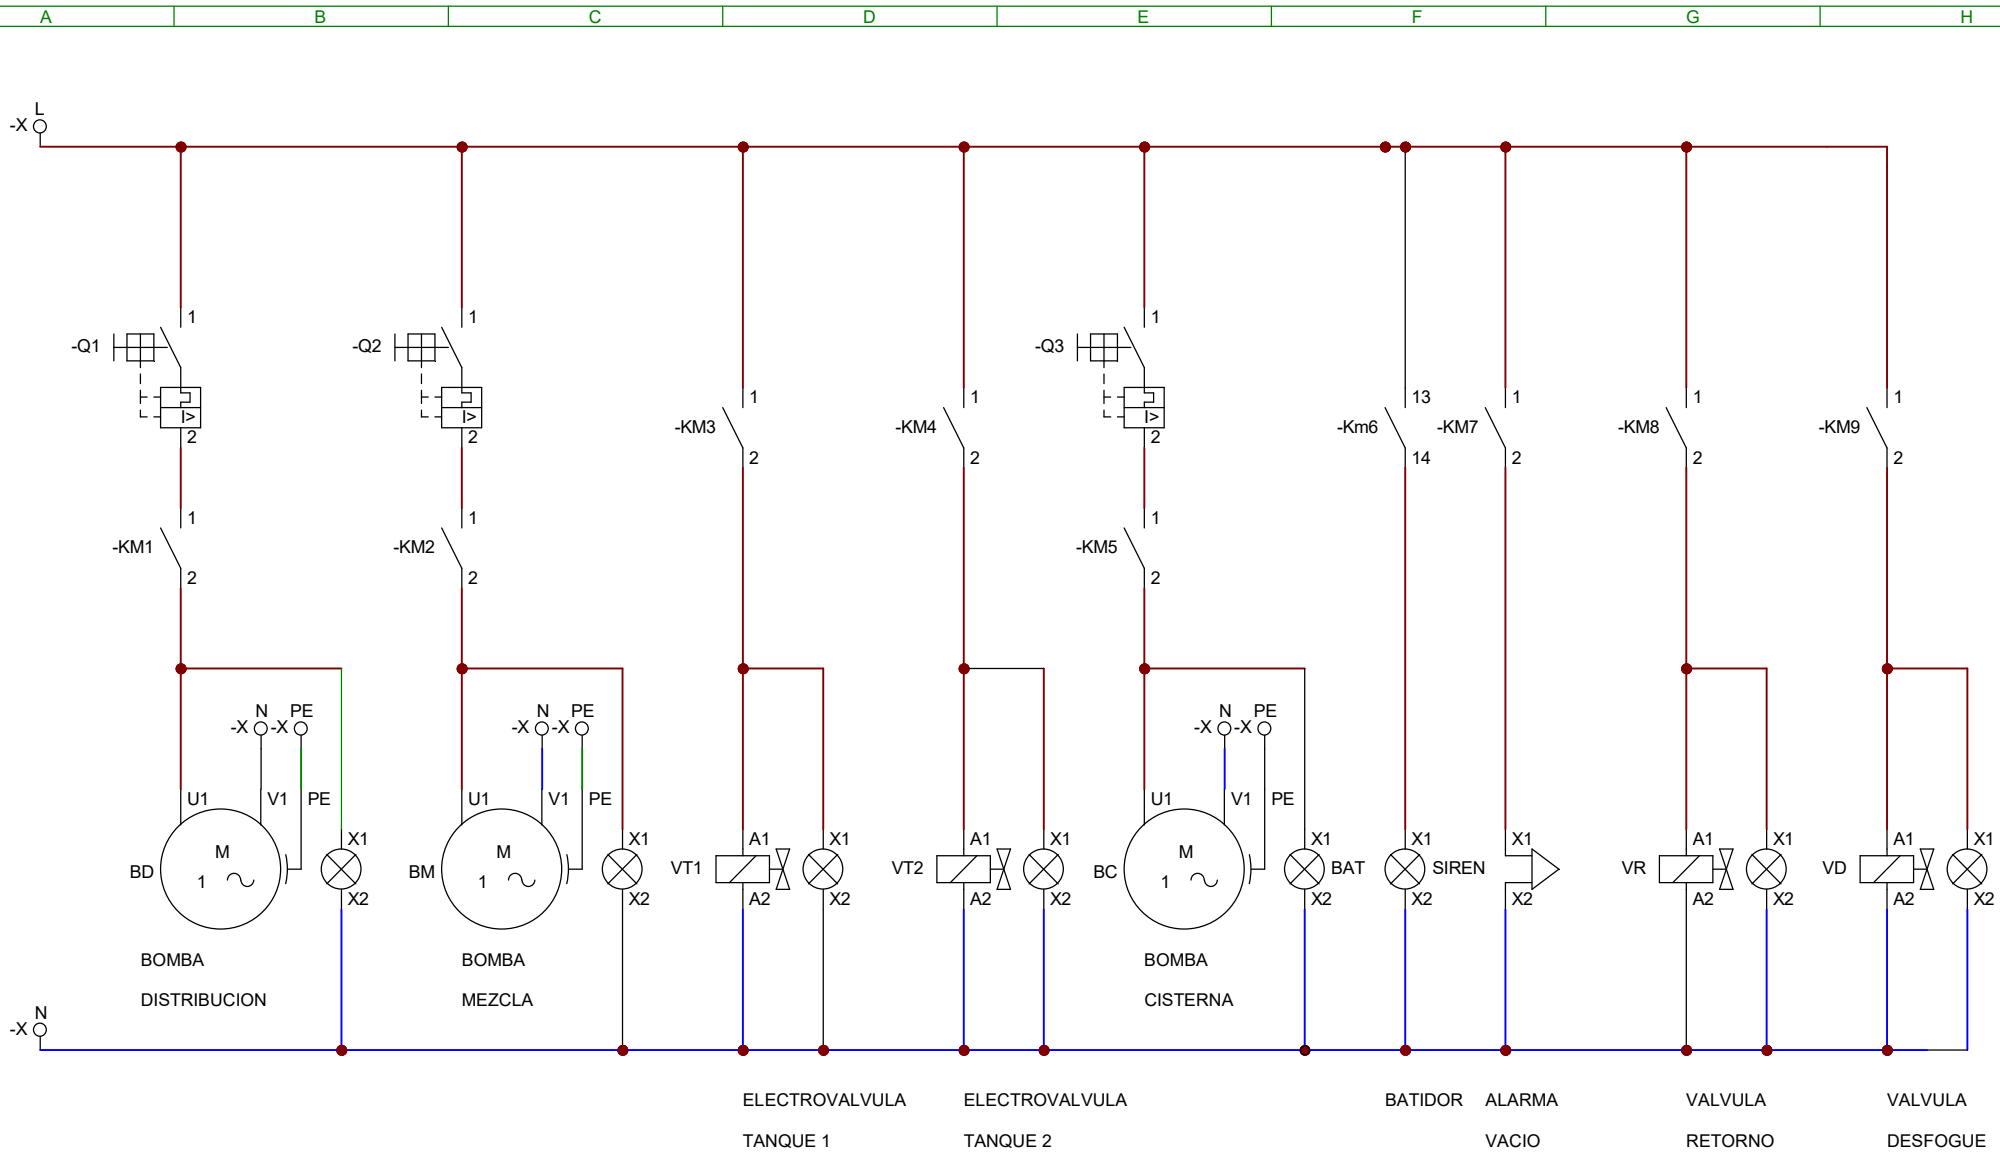 A B C D E F G H
L
-X
1 1 1
-Q1 -Q2 -Q3
1 1 13 1 1 1
I> I> I>
-KM3 -KM4 -Km6 -KM7 -KM8 -KM9
2 2 2
2 2 14 2 2 2
1 1 1
-KM1 -KM2 -KM5
2 2 2
N PE N PE N PE
-X -X -X -X -X -X
U1 V1 PE U1 V1 PE U1 V1 PE
X1 X1 A1 X1 A1 X1 X1 X1 X1 A1 X1 A1 X1
M M M
BD BM VT1 VT2 BC BAT SIREN VR VD
1 1 1
X2 X2 A2 X2 A2 X2 X2 X2 X2 A2 X2 A2 X2
BOMBA BOMBA BOMBA
DISTRIBUCION MEZCLA CISTERNA
N
-X
ELECTROVALVULA ELECTROVALVULA BATIDOR ALARMA VALVULA VALVULA
TANQUE 1 TANQUE 2 VACIO RETORNO DESFOGUE